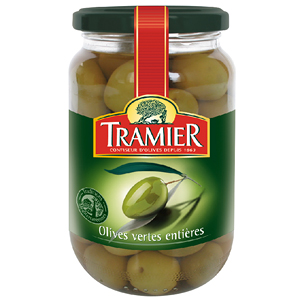 TRAMIER
CONFISEUR D'OLIVES DEPUIS 1863
Olives vertes entières